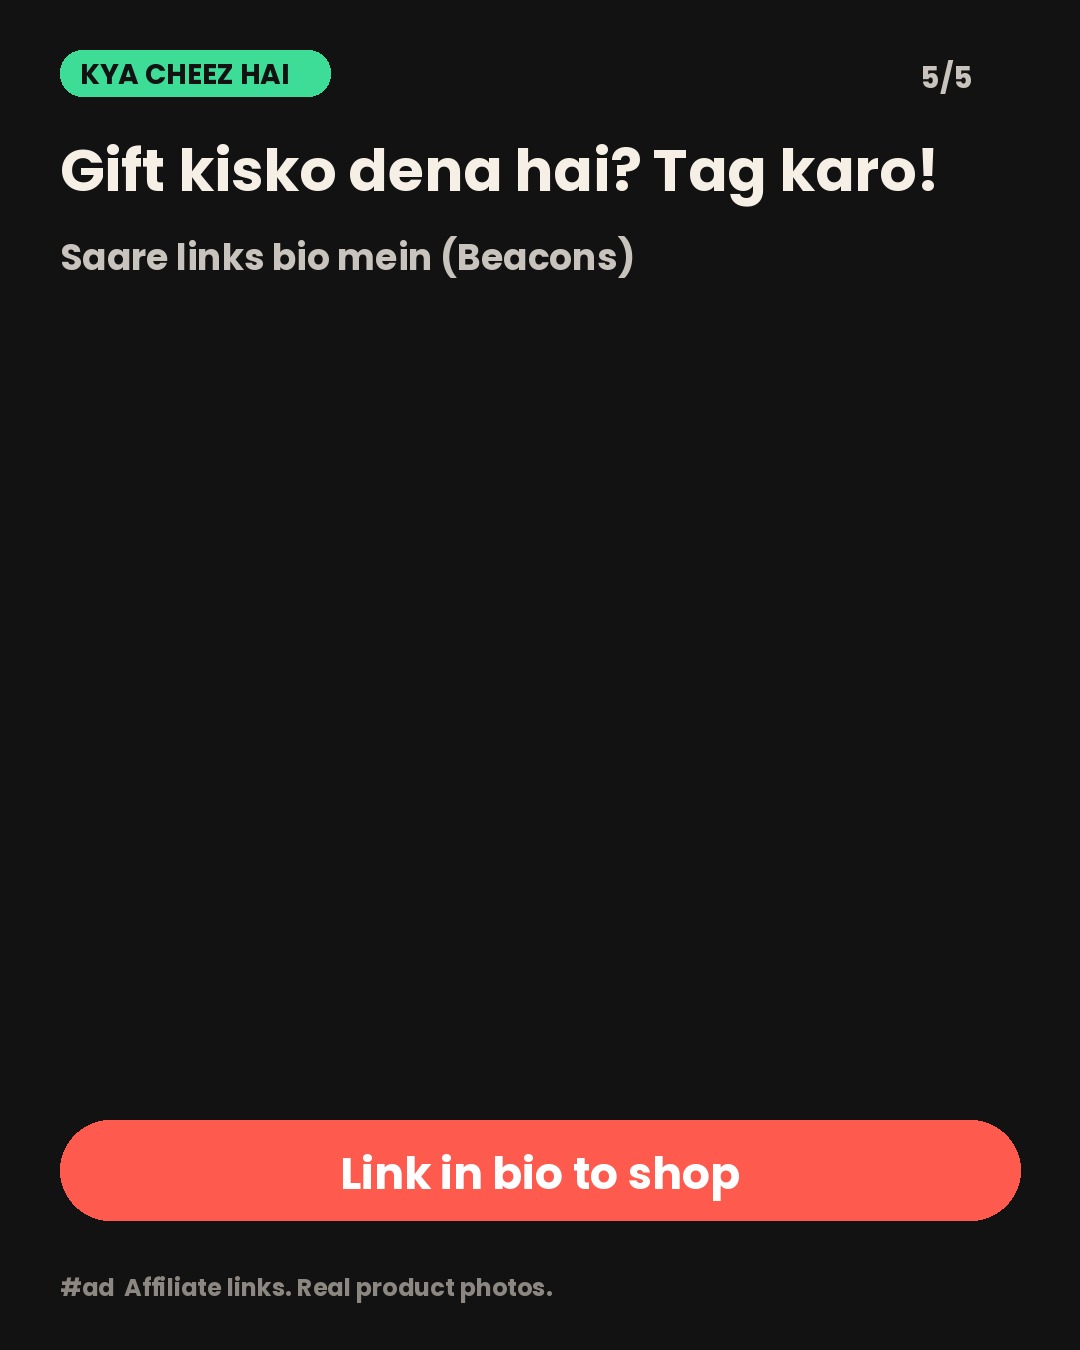 KYA CHEEZ HAI
5/5
Gift kisko dena hai? Tag karo!
Saare links bio mein (Beacons)
Link in bio to shop
#ad Affiliate links. Real product photos.